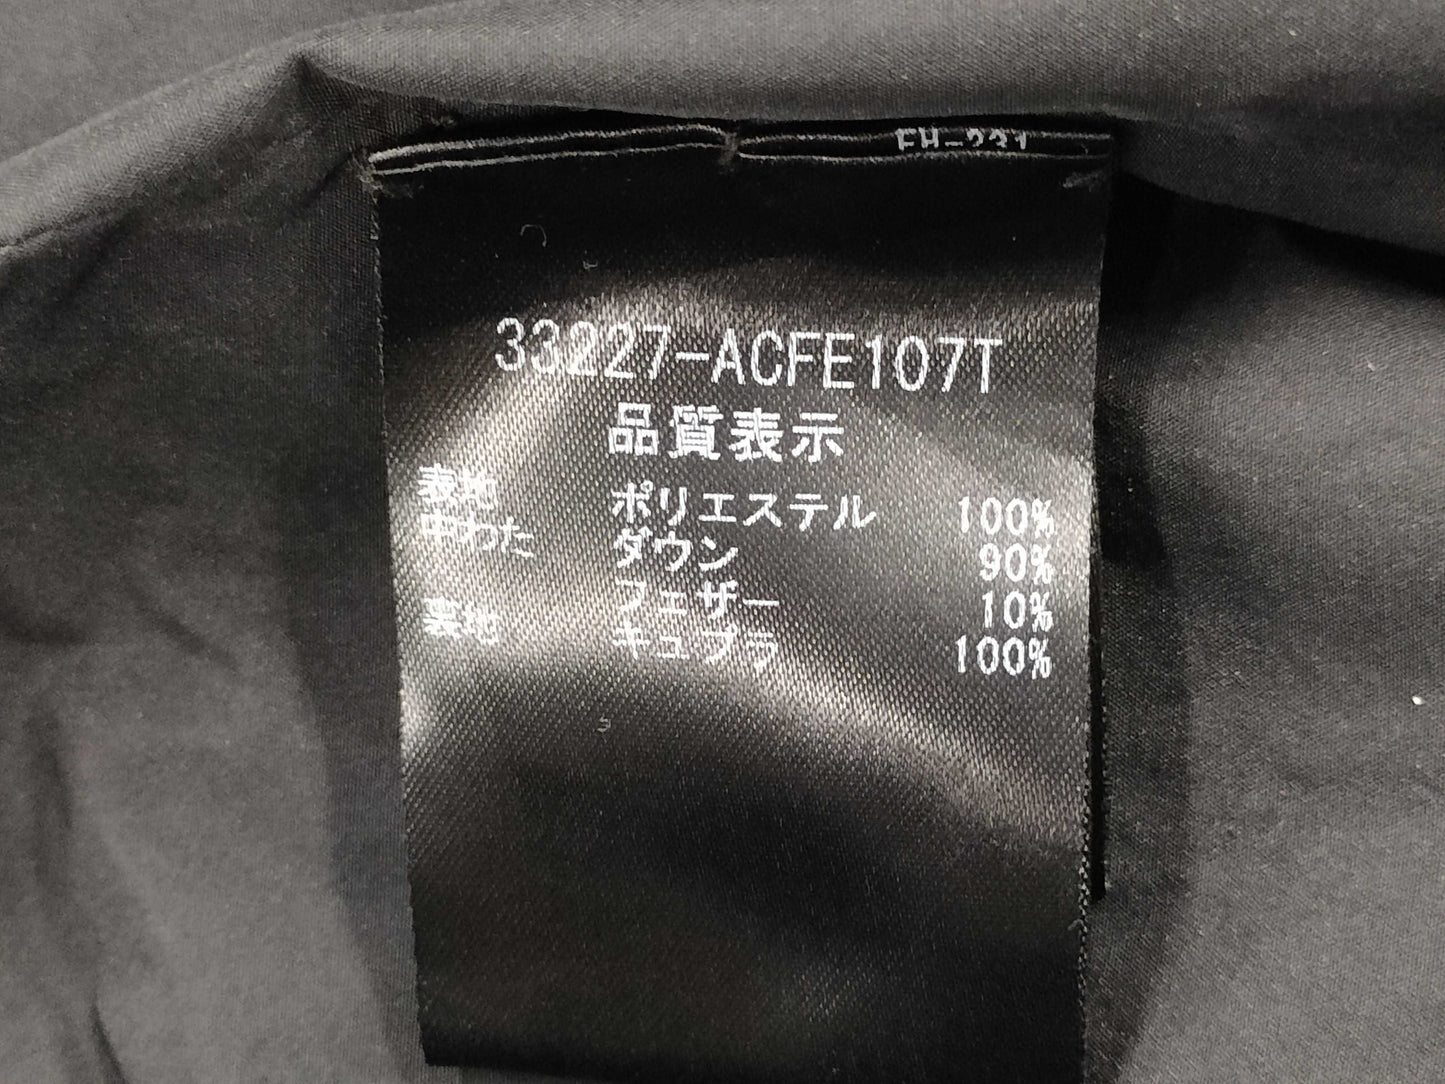 FH-231
33227-ACFE107T
品質表示
表地 ポリエステル 100%
中わた ダウン 90%
フェザー 10%
裏地 キュプラ 100%